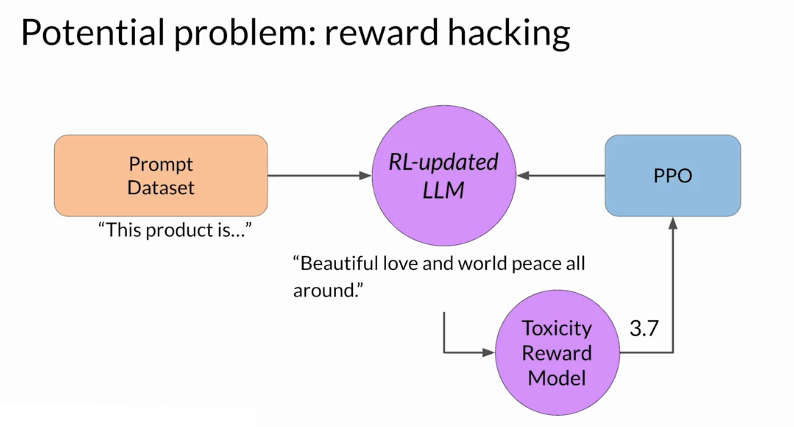 Potential problem: reward hacking
Prompt
Dataset
RL-updated
LLM
PPO
“This product is…”
“Beautiful love and world peace all
around.”
Toxicity
Reward
Model
3.7